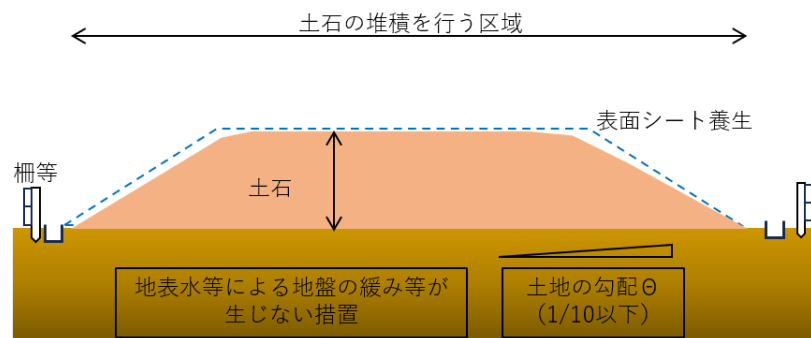 土石の堆積を行う区域
表面シート養生
柵等
土石
地表水等による地盤の緩み等が
生じない措置
土地の勾配Θ
（1/10以下）